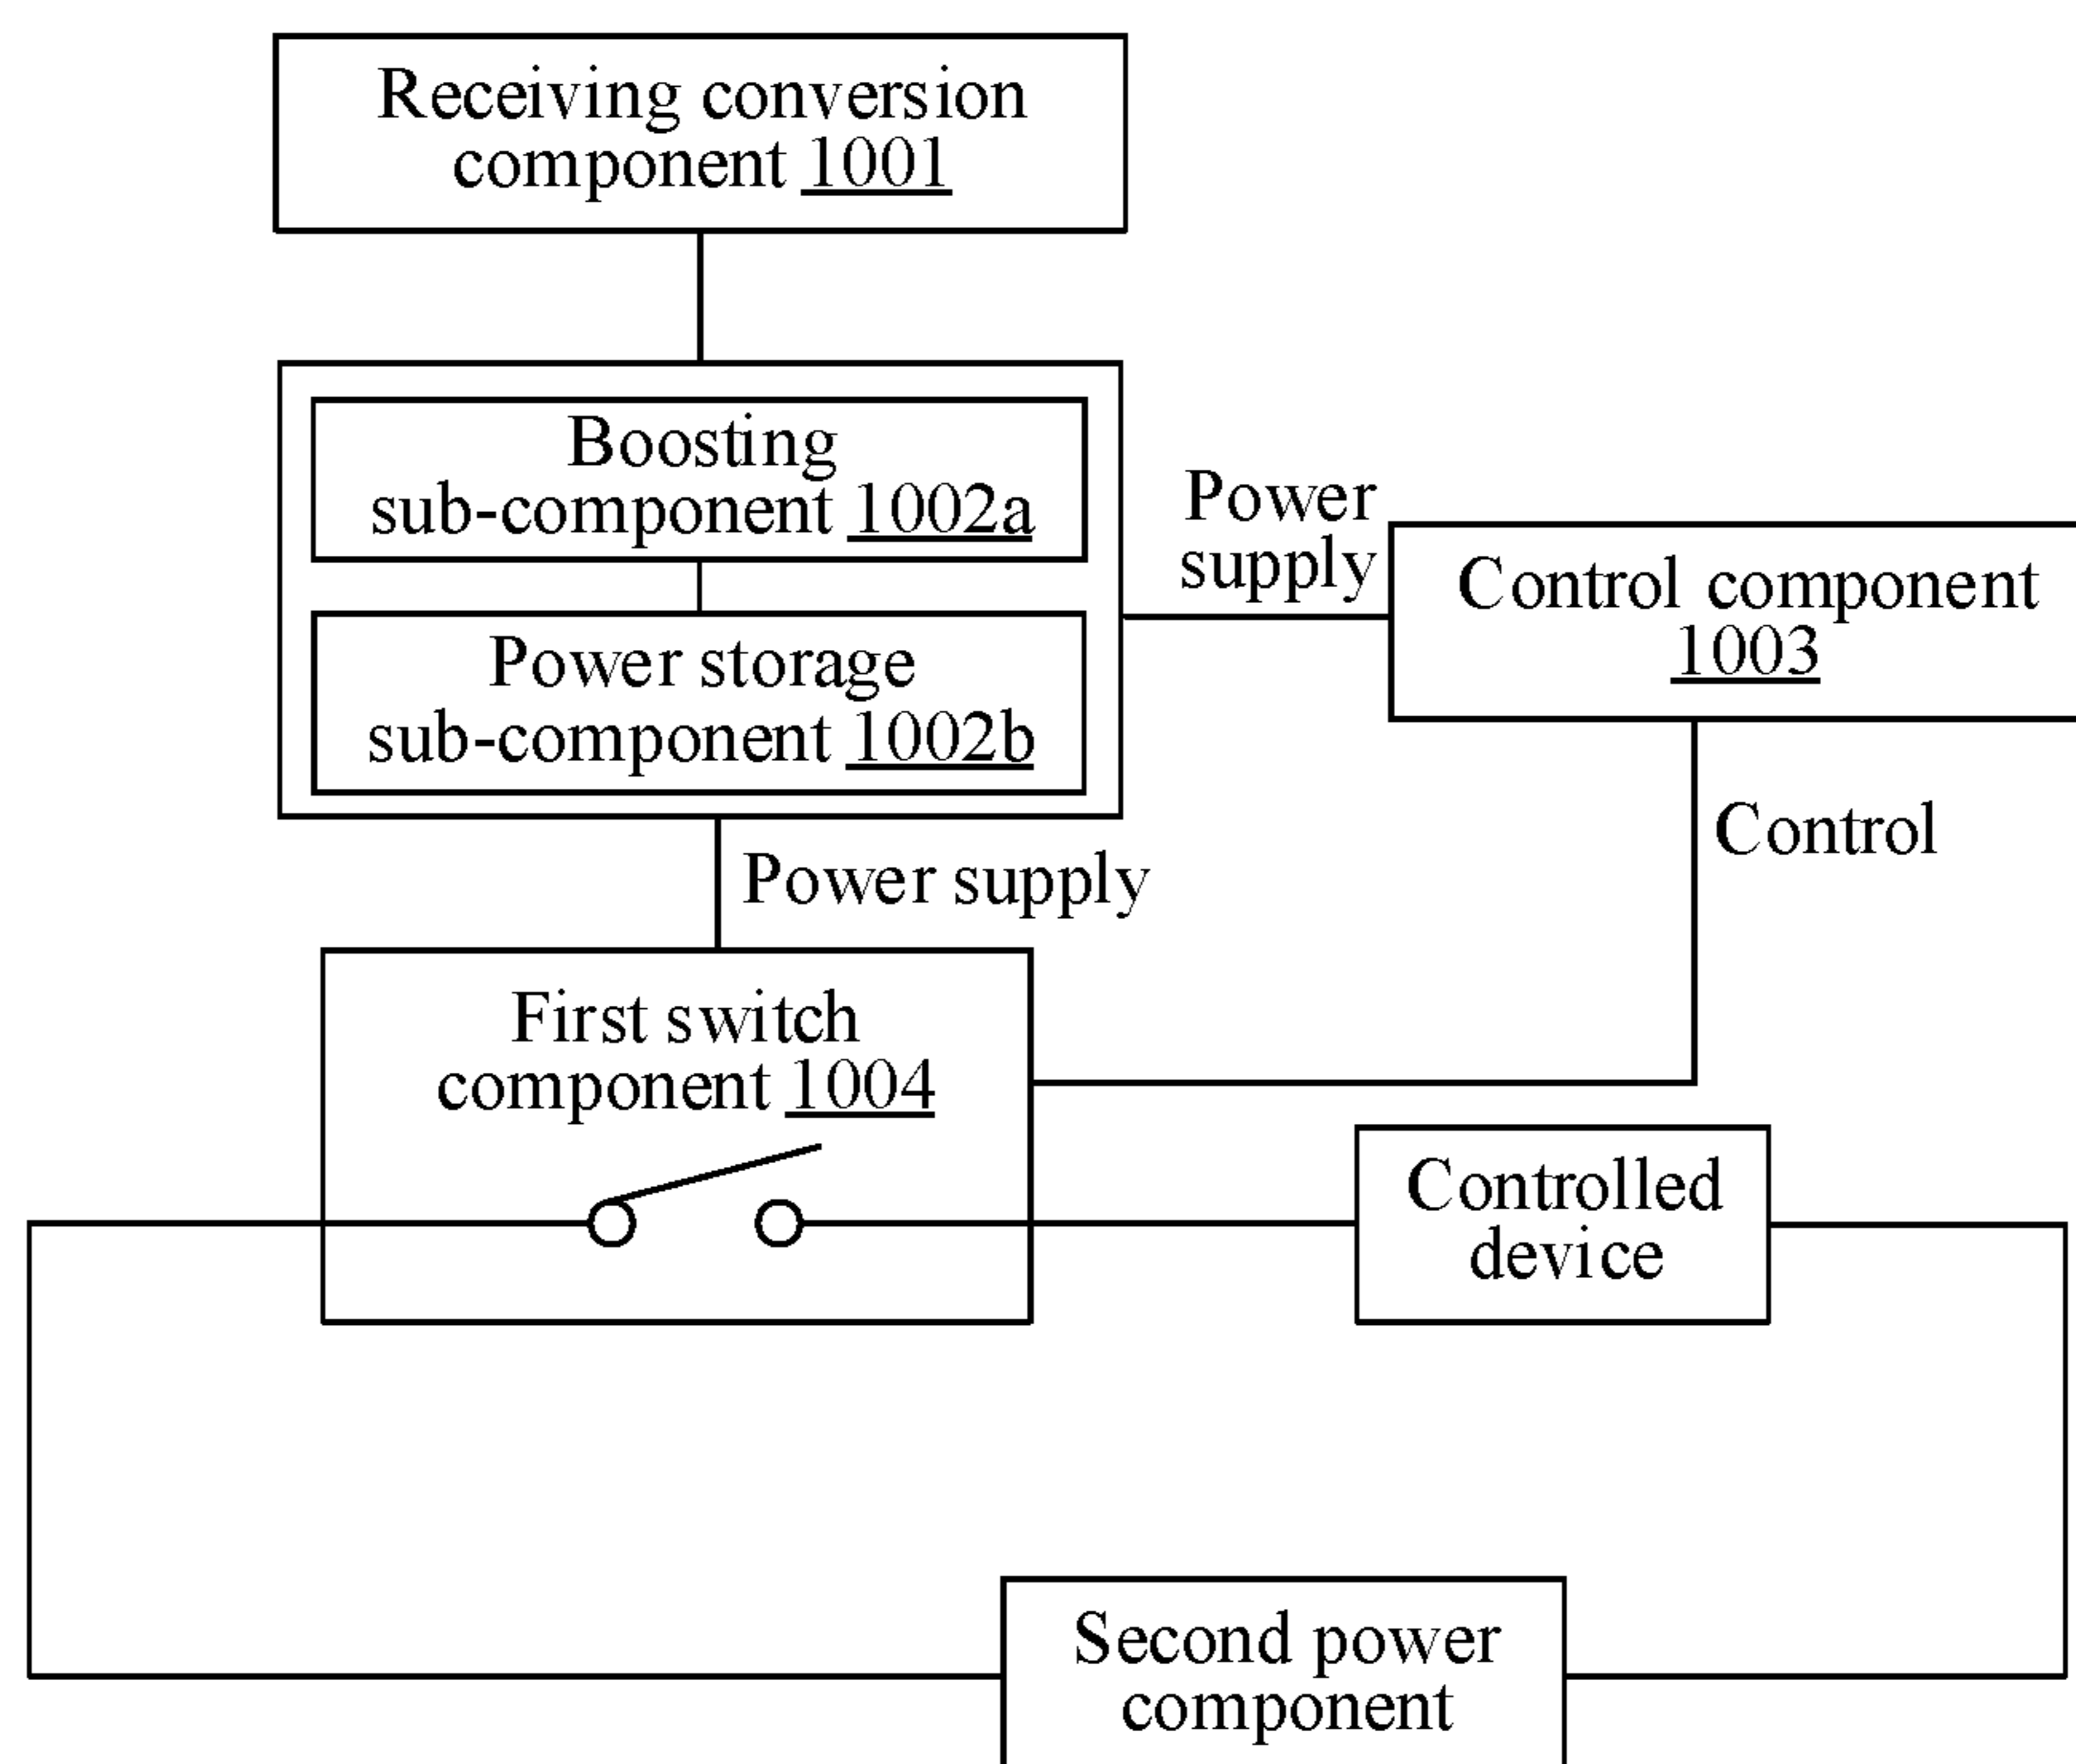 Receiving conversion
component 1001
Boosting
sub-component 1002a
Power storage
sub-component 1002b
Power
supply
Control component
1003
Control
Power supply
First switch
component 1004
Controlled
device
Second power
component